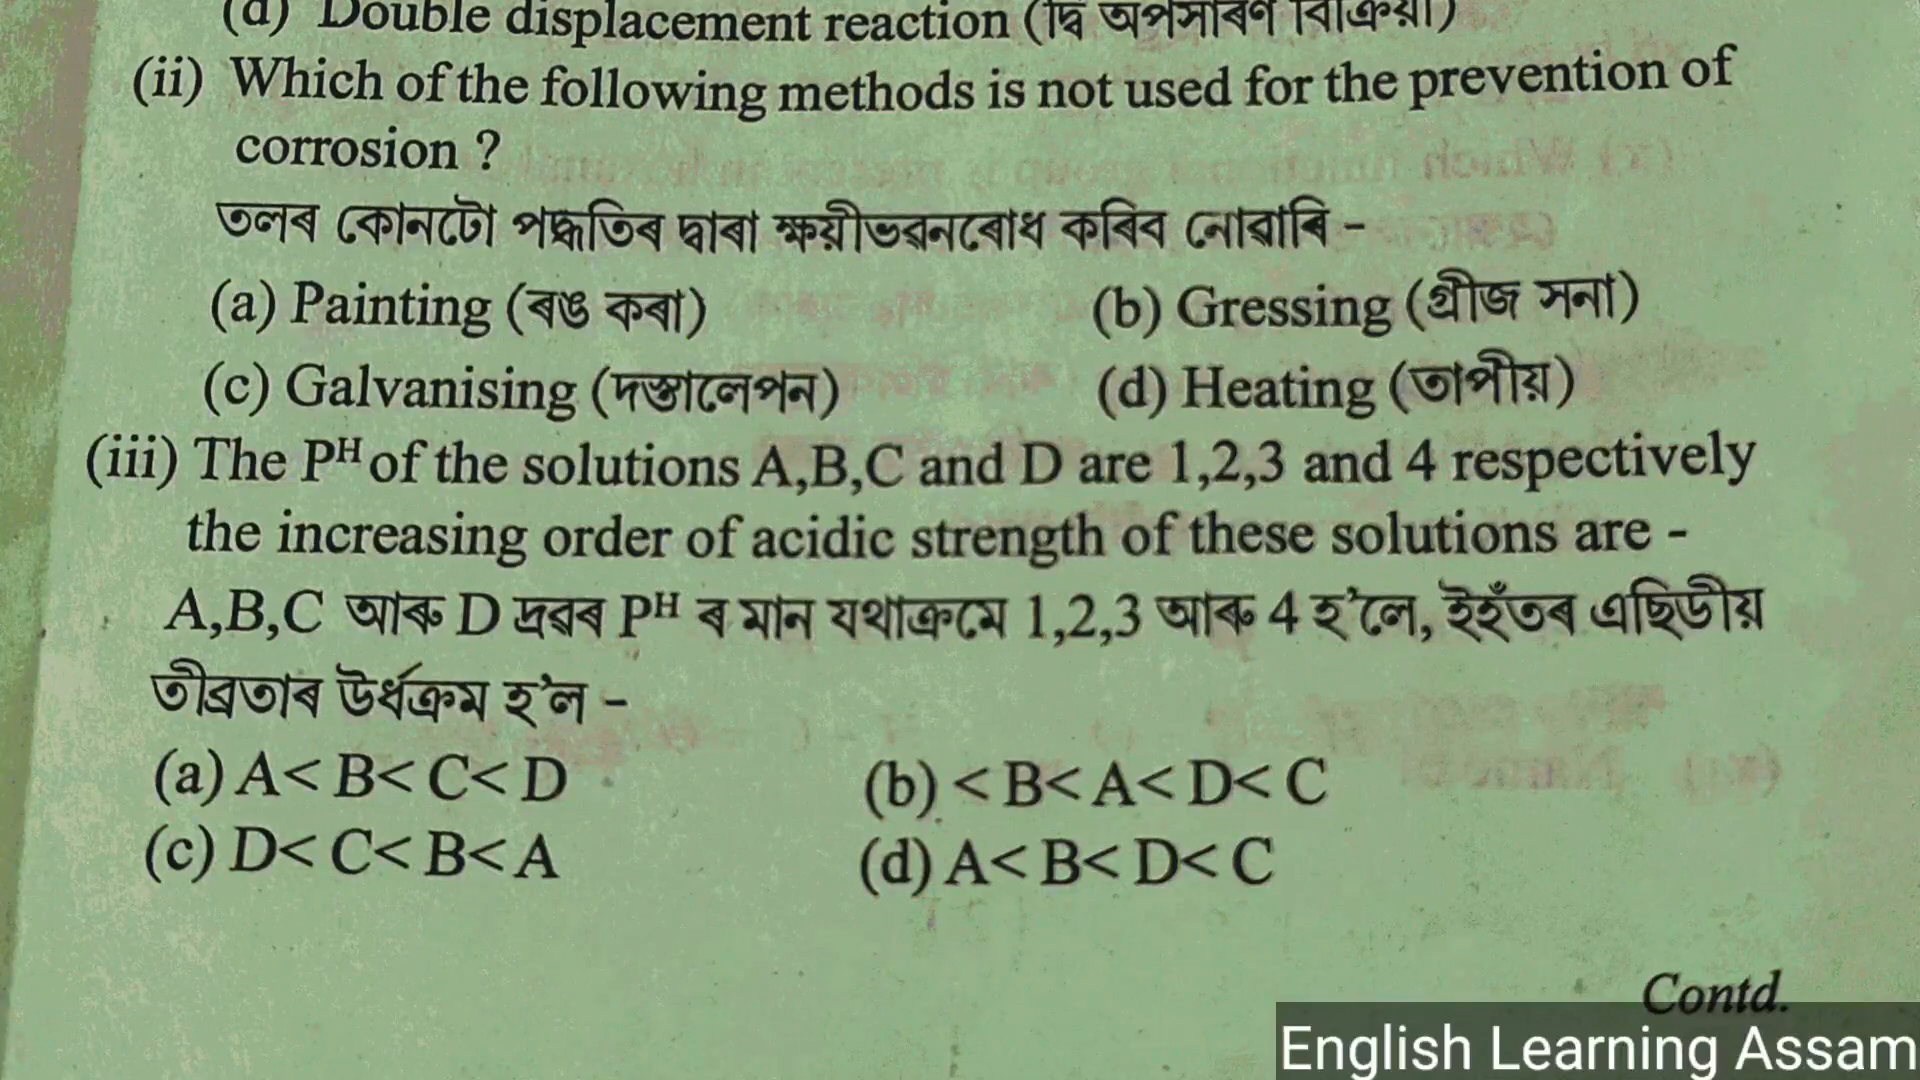 (d) Double displacement reaction (দ্বি অপসাৰণ বিক্ৰিয়া)
(ii) Which of the following methods is not used for the prevention of
corrosion ?
তলৰ কোনটো পদ্ধতিৰ দ্বাৰা ক্ষয়ীভৱনৰোধ কৰিব নোৱাৰি -
(a) Painting (ৰঙ কৰা) (b) Gressing (গ্ৰীজ সনা)
(c) Galvanising (দস্তালেপন) (d) Heating (তাপীয়)
(iii) The Pᴴ of the solutions A,B,C and D are 1,2,3 and 4 respectively
the increasing order of acidic strength of these solutions are -
A,B,C আৰু D দ্ৰৱৰ Pᴴ ৰ মান যথাক্ৰমে 1,2,3 আৰু 4 হ'লে, ইহঁতৰ এছিডীয়
তীব্ৰতাৰ উৰ্ধক্ৰম হ'ল -
(a) A< B< C< D (b) < B< A< D< C
(c) D< C< B< A (d) A< B< D< C
Contd.
English Learning Assam